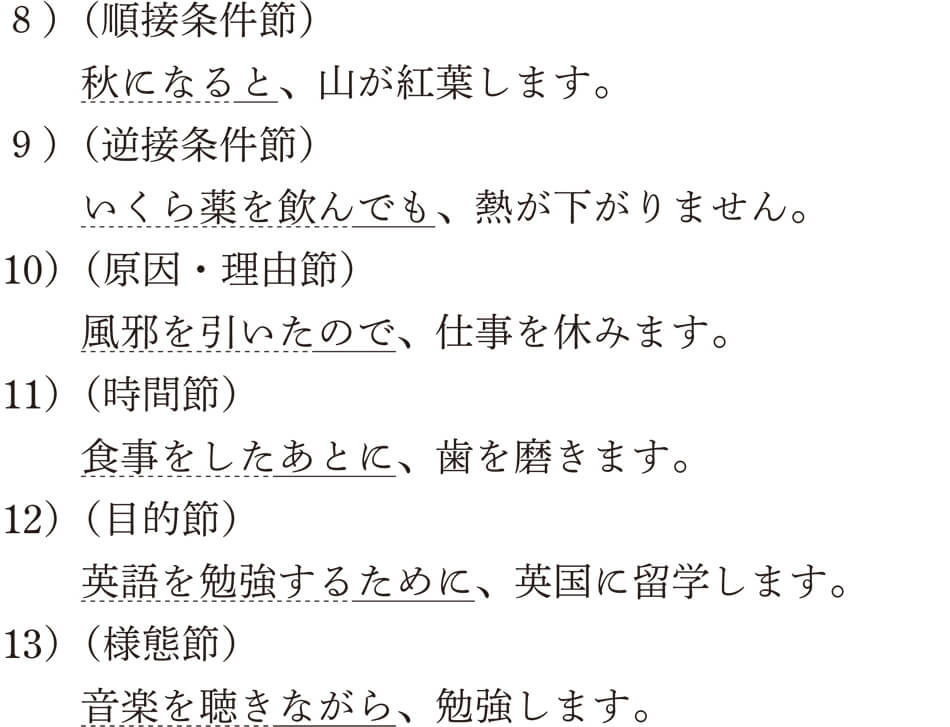 8）（順接条件節）
秋になると、山が紅葉します。
9）（逆接条件節）
いくら薬を飲んでも、熱が下がりません。
10）（原因・理由節）
風邪を引いたので、仕事を休みます。
11）（時間節）
食事をしたあとに、歯を磨きます。
12）（目的節）
英語を勉強するために、英国に留学します。
13）（様態節）
音楽を聴きながら、勉強します。